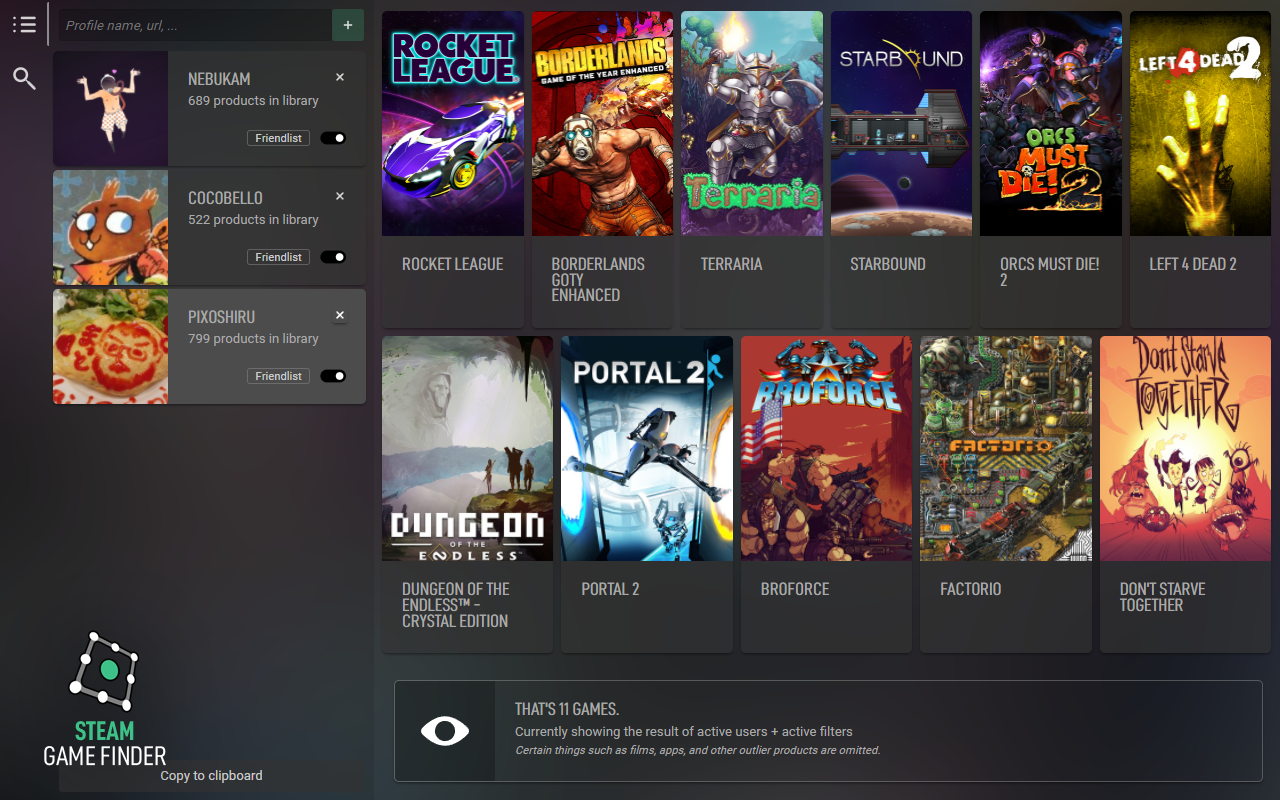 Profile name, url, ...
+
NEBUKAM
×
689 products in library
Friendlist
COCOBELLO
×
522 products in library
Friendlist
PIXOSHIRU
×
799 products in library
Friendlist
STEAM
GAME FINDER
Copy to clipboard
ROCKET
LEAGUE
ROCKET LEAGUE
BORDERLANDS
GAME OF THE YEAR ENHANCED
BORDERLANDS
GOTY
ENHANCED
Terraria
TERRARIA
STARBOUND
STARBOUND
ORCS
MUST
DIE! 2
ORCS MUST DIE!
2
LEFT 4 DEAD 2
LEFT 4 DEAD 2
DUNGEON
OF THE
ENDLESS™
DUNGEON OF THE
ENDLESS™ -
CRYSTAL EDITION
PORTAL 2
PORTAL 2
BROFORCE
BROFORCE
FACTORIO
FACTORIO
Don't Starve
TOGETHER
DON'T STARVE
TOGETHER
THAT'S 11 GAMES.
Currently showing the result of active users + active filters
Certain things such as films, apps, and other outlier products are omitted.